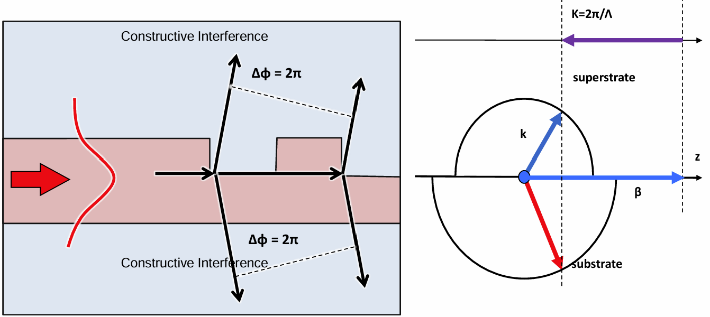 Constructive Interference
Δϕ = 2π
Δϕ = 2π
Constructive Interference
K=2π/Λ
superstrate
k
z
β
substrate